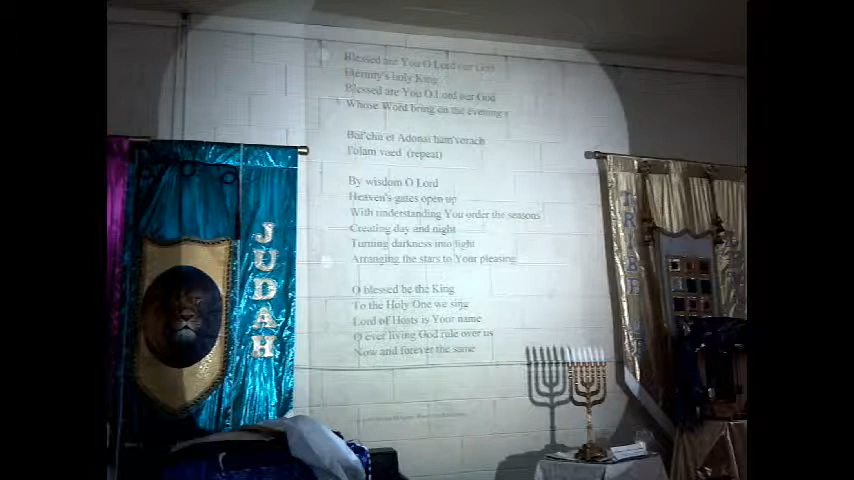 Blessed are You O Lord our God
Eternity's holy King
Blessed are You O Lord our God
Whose Word bring on the evenings
Bar'chu et Adonai ham'vorach
l'olam vaed (repeat)
By wisdom O Lord
Heaven's gates open up
With understanding You order the seasons
Creating day and night
Turning darkness into light
Arranging the stars to Your pleasing
O blessed be the King
To the Holy One we sing
Lord of Hosts is Your name
O ever living God rule over us
Now and forever the same
JUDAH
TRIBE